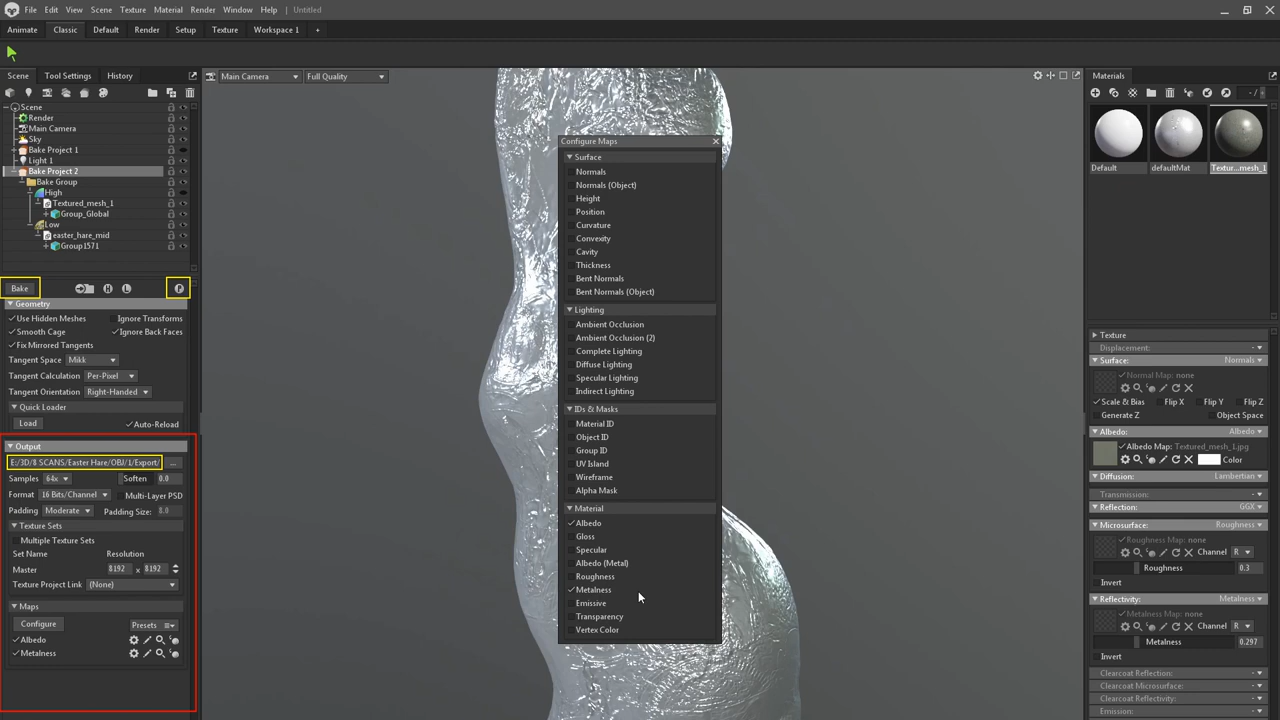 File Edit View Scene Texture Material Render Window Help Untitled
Animate Classic Default Render Setup Texture Workspace 1 +
Scene Tool Settings History
Main Camera Full Quality
Materials
Scene
Render
Main Camera
Sky
Bake Project 1
Light 1
Bake Project 2
Bake Group
High
Textured_mesh_1
Group_Global
Low
easter_hare_mid
Group1571
Bake H L P
Geometry
Use Hidden Meshes Ignore Transforms
Smooth Cage Ignore Back Faces
Fix Mirrored Tangents
Tangent Space Mikk
Tangent Calculation Per-Pixel
Tangent Orientation Right-Handed
Quick Loader
Load Auto-Reload
Output
E:/3D/8 SCANS/Easter Hare/OBJ/1/Export/ ...
Samples 64x Soften 0.0
Format 16 Bits/Channel Multi-Layer PSD
Padding Moderate Padding Size: 8.0
Texture Sets
Multiple Texture Sets
Set Name Resolution
Master 8192 x 8192
Texture Project Link (None)
Maps
Configure Presets
Albedo
Metalness
Configure Maps
Surface
Normals
Normals (Object)
Height
Position
Curvature
Convexity
Cavity
Thickness
Bent Normals
Bent Normals (Object)
Lighting
Ambient Occlusion
Ambient Occlusion (2)
Complete Lighting
Diffuse Lighting
Specular Lighting
Indirect Lighting
IDs & Masks
Material ID
Object ID
Group ID
UV Island
Wireframe
Alpha Mask
Material
Albedo
Gloss
Specular
Albedo (Metal)
Roughness
Metalness
Emissive
Transparency
Vertex Color
- /
Default defaultMat Textur...mesh_1
Texture
Displacement:
Surface: Normals
Normal Map: none
Scale & Bias Flip X Flip Y Flip Z
Generate Z Object Space
Albedo: Albedo
Albedo Map: Textured_mesh_1.jpg
Color
Diffusion: Lambertian
Transmission:
Reflection: GGX
Microsurface: Roughness
Roughness Map: none
Channel R
Roughness 0.3
Invert
Reflectivity: Metalness
Metalness Map: none
Channel R
Metalness 0.297
Invert
Clearcoat Reflection:
Clearcoat Microsurface:
Clearcoat Reflectivity:
Emission: